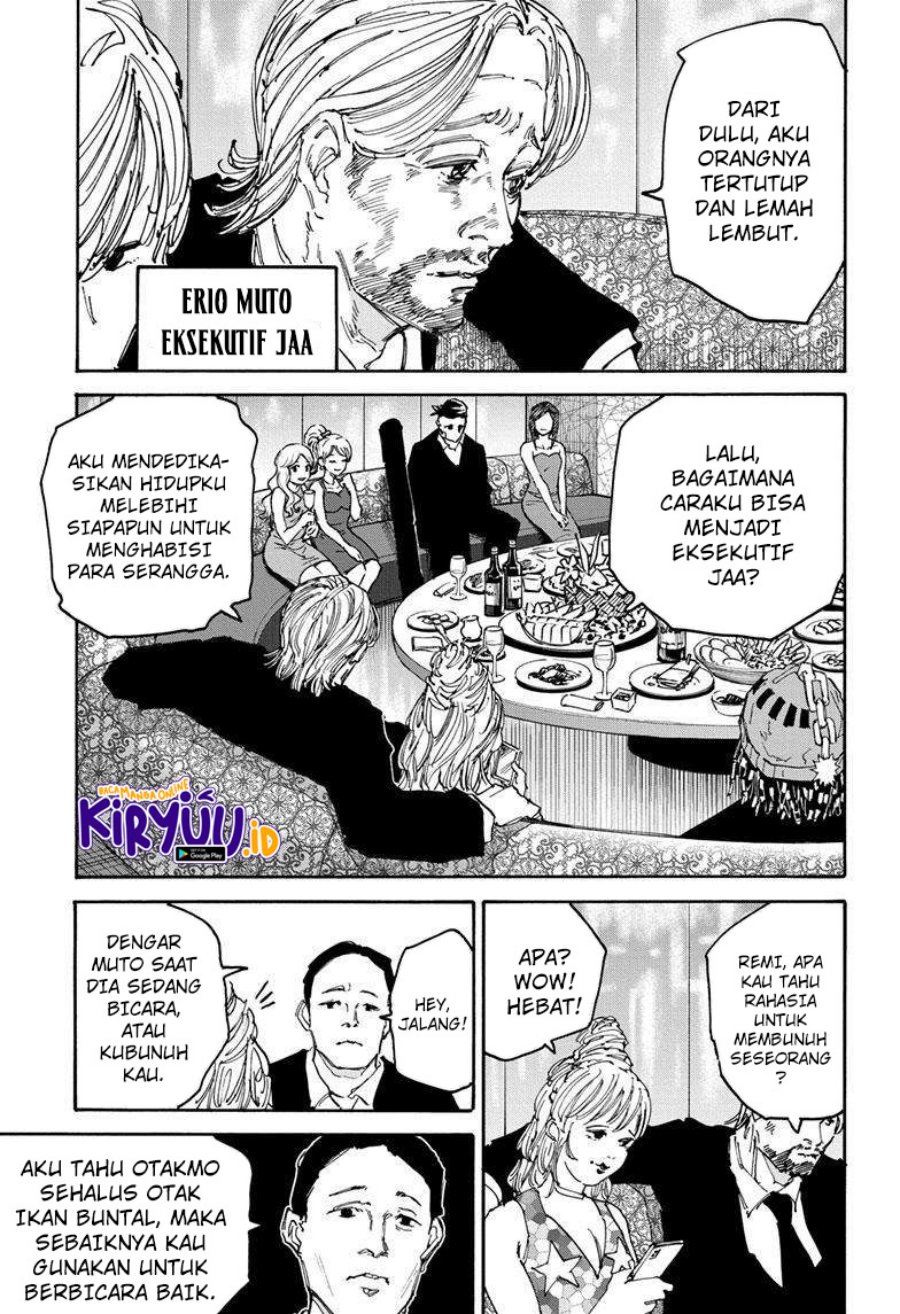 DARI
DULU, AKU
ORANGNYA
TERTUTUP
DAN LEMAH
LEMBUT.
ERIO MUTO
EKSEKUTIF JAA
LALU,
BAGAIMANA
CARAKU BISA
MENJADI
EKSEKUTIF
JAA?
AKU MENDEDIKA-
SIKAN HIDUPKU
MELEBIHI
SIAPAPUN UNTUK
MENGHABISI
PARA SERANGGA.
BACA MANGA ONLINE
KIRYUU.ID
GET IT ON
Google Play
REMI, APA
KAU TAHU
RAHASIA
UNTUK
MEMBUNUH
SESEORANG
?
APA?
WOW!
HEBAT!
HEY,
JALANG!
DENGAR
MUTO SAAT
DIA SEDANG
BICARA,
ATAU
KUBUNUH
KAU.
AKU TAHU OTAKMO
SEHALUS OTAK
IKAN BUNTAL, MAKA
SEBAIKNYA KAU
GUNAKAN UNTUK
BERBICARA BAIK.